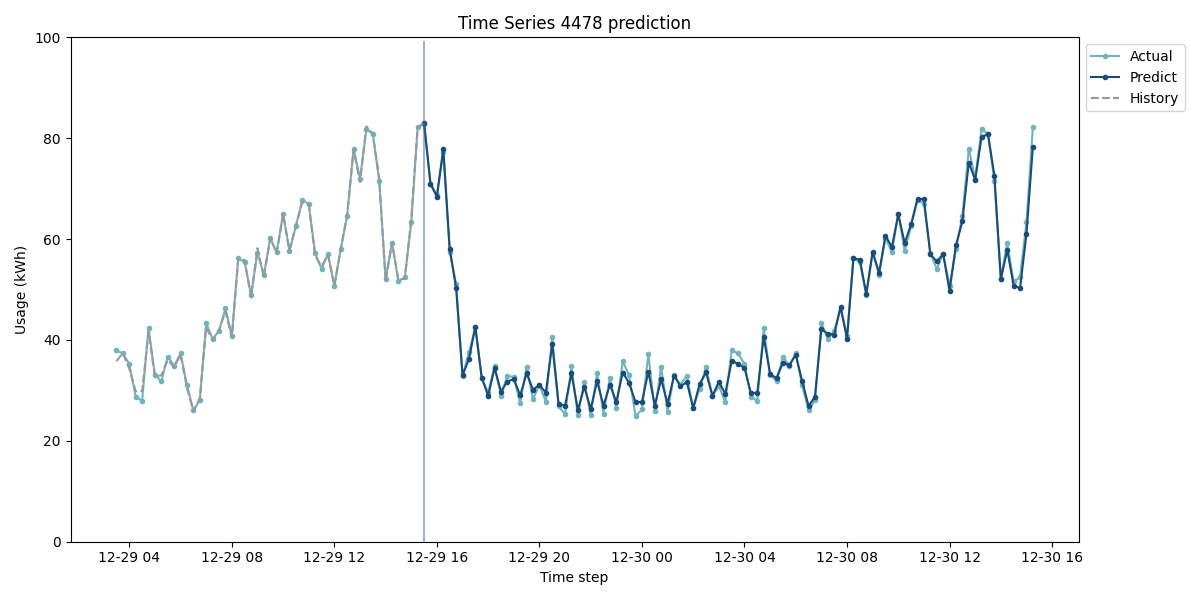 Time Series 4478 prediction
100
80
60
40
20
0
Usage (kWh)
12-29 04
12-29 08
12-29 12
12-29 16
12-29 20
12-30 00
12-30 04
12-30 08
12-30 12
12-30 16
Time step
Actual
Predict
History